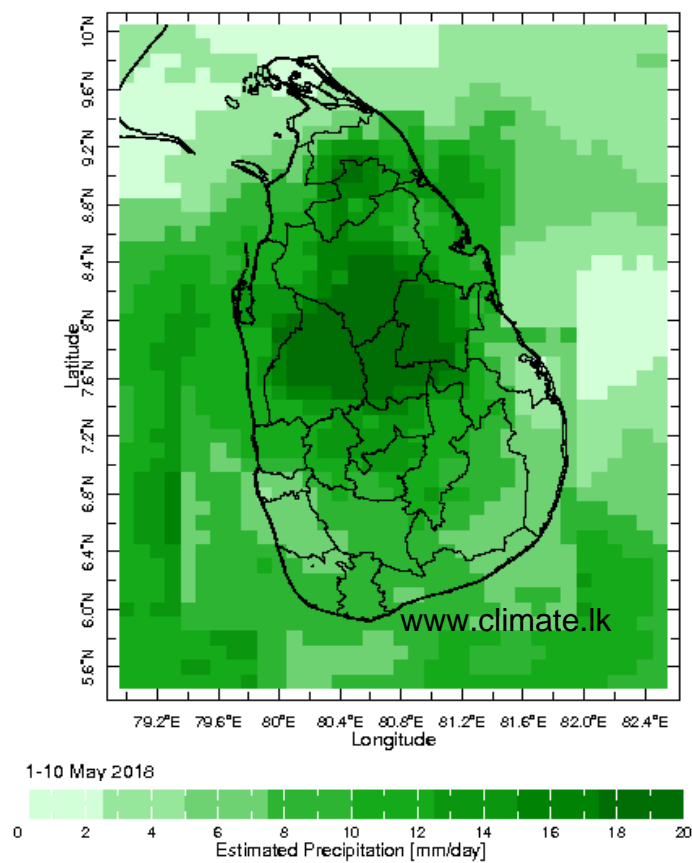 10°N
9.6°N
9.2°N
8.8°N
8.4°N
8°N
7.6°N
7.2°N
6.8°N
6.4°N
6.0°N
5.6°N
Latitude
www.climate.lk
79.2°E 79.6°E 80°E 80.4°E 80.8°E 81.2°E 81.6°E 82.0°E 82.4°E
Longitude
1-10 May 2018
0 2 4 6 8 10 12 14 16 18 20
Estimated Precipitation [mm/day]